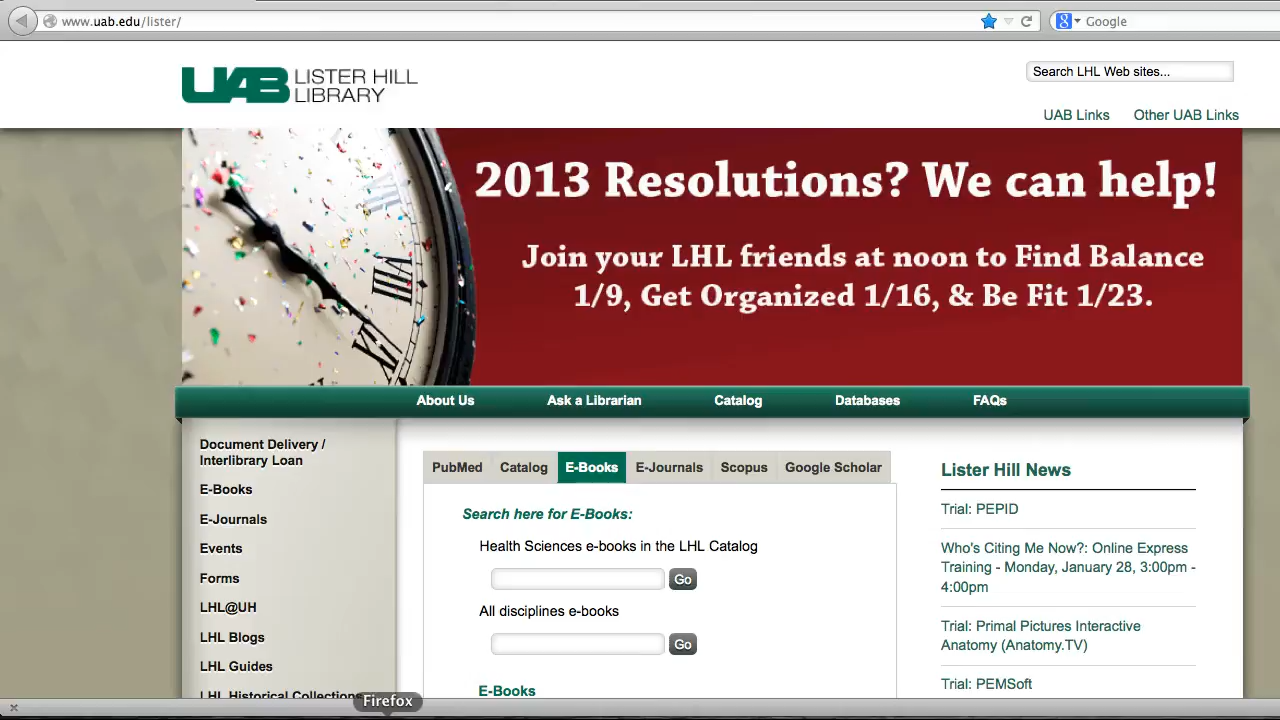 www.uab.edu/lister/
Google
UAB LISTER HILL
LIBRARY
Search LHL Web sites...
UAB Links
Other UAB Links
2013 Resolutions? We can help!
Join your LHL friends at noon to Find Balance
1/9, Get Organized 1/16, & Be Fit 1/23.
About Us
Ask a Librarian
Catalog
Databases
FAQs
Document Delivery /
Interlibrary Loan
E-Books
E-Journals
Events
Forms
LHL@UH
LHL Blogs
LHL Guides
LHL Historical Collections
PubMed
Catalog
E-Books
E-Journals
Scopus
Google Scholar
Search here for E-Books:
Health Sciences e-books in the LHL Catalog
Go
All disciplines e-books
Go
E-Books
Lister Hill News
Trial: PEPID
Who's Citing Me Now?: Online Express
Training - Monday, January 28, 3:00pm -
4:00pm
Trial: Primal Pictures Interactive
Anatomy (Anatomy.TV)
Trial: PEMSoft
Firefox